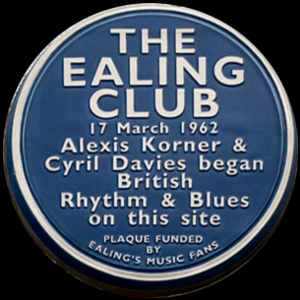 THE
EALING
CLUB
17 March 1962
Alexis Korner &
Cyril Davies began
British
Rhythm & Blues
on this site
PLAQUE FUNDED
BY
EALING'S MUSIC FANS